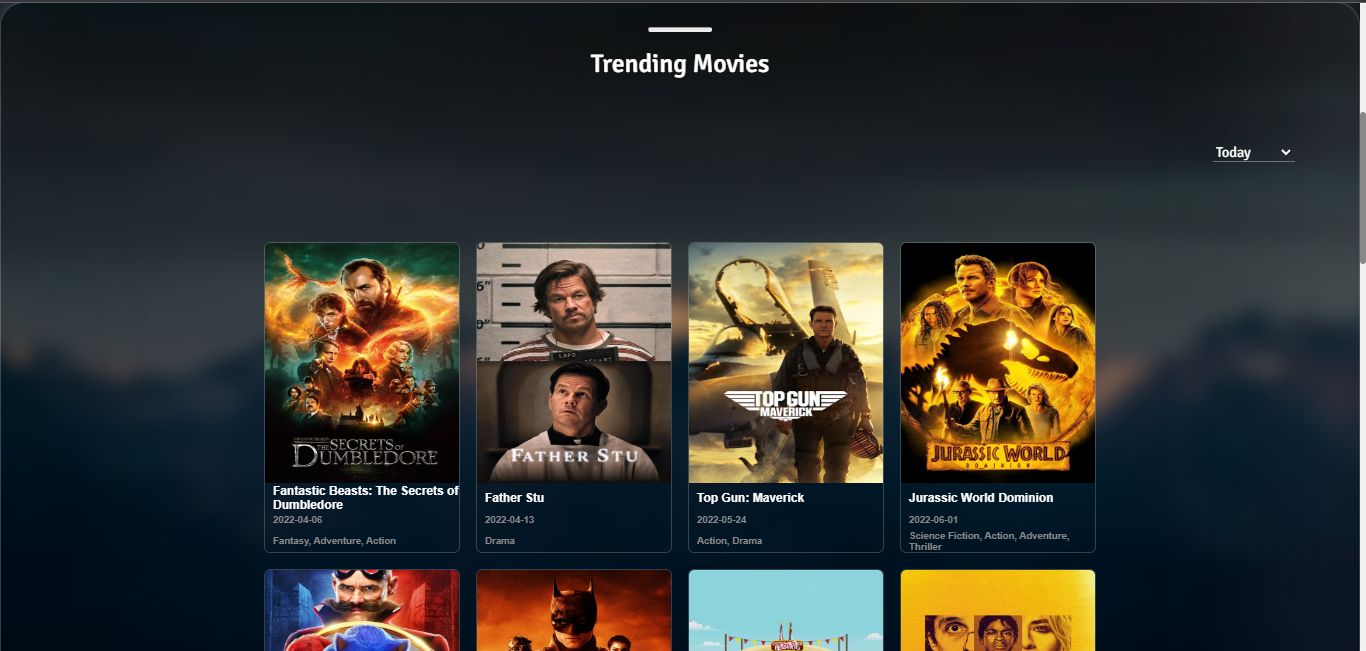 Trending Movies
Today
THE SECRETS OF
DUMBLEDORE
LAPD
FATHER STU
TOP GUN
MAVERICK
JURASSIC WORLD
DOMINION
Fantastic Beasts: The Secrets of
Dumbledore
2022-04-06
Fantasy, Adventure, Action
Father Stu
2022-04-13
Drama
Top Gun: Maverick
2022-05-24
Action, Drama
Jurassic World Dominion
2022-06-01
Science Fiction, Action, Adventure,
Thriller